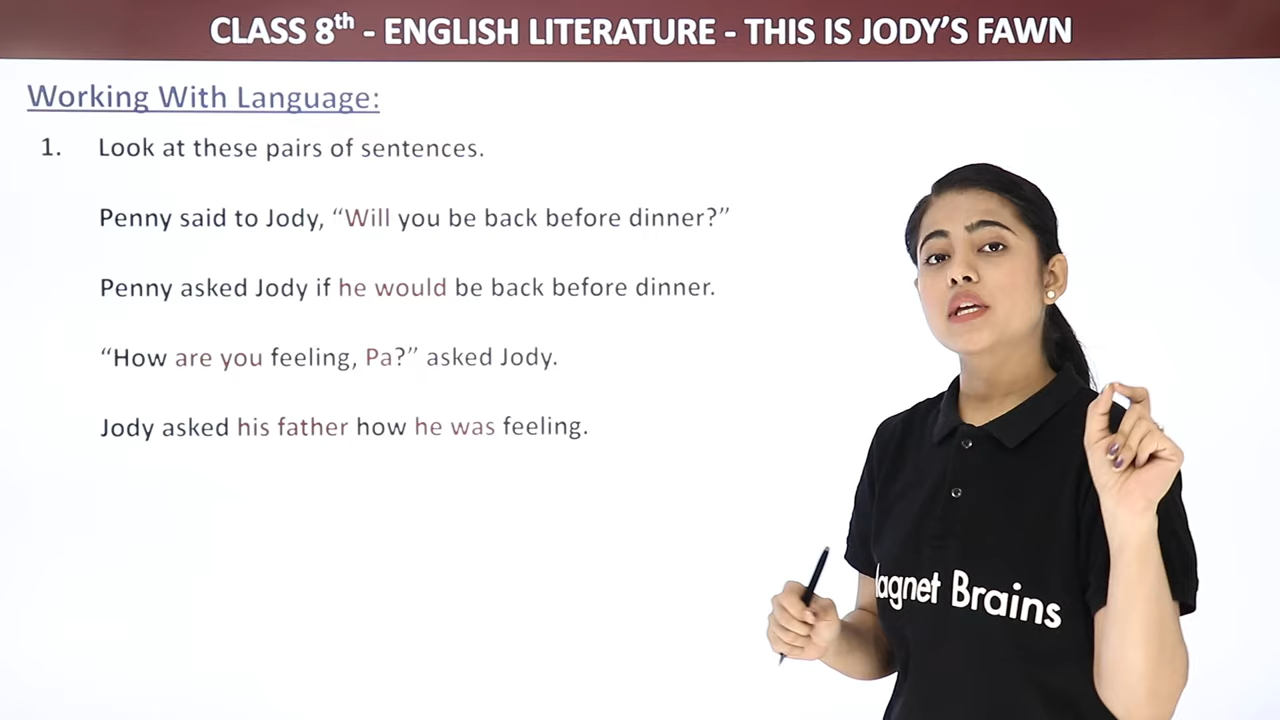 CLASS 8th - ENGLISH LITERATURE - THIS IS JODY’S FAWN
Working With Language:
1. Look at these pairs of sentences.
Penny said to Jody, “Will you be back before dinner?”
Penny asked Jody if he would be back before dinner.
“How are you feeling, Pa?” asked Jody.
Jody asked his father how he was feeling.
agnet Brains